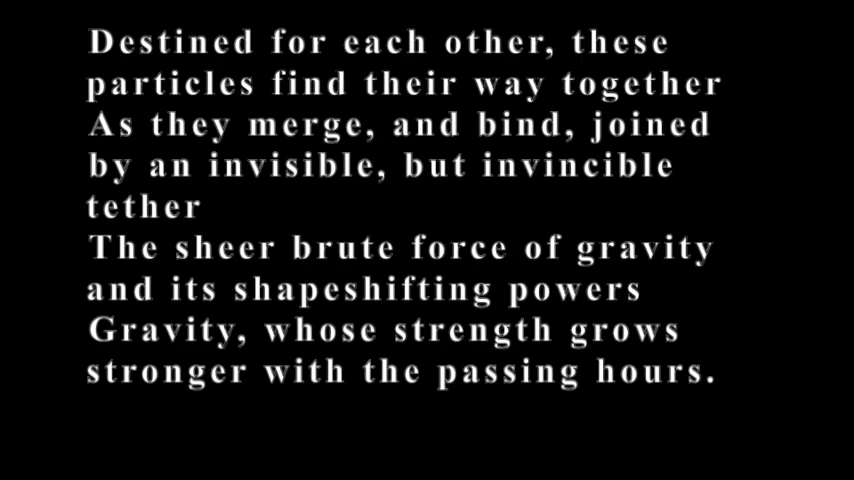 Destined for each other, these
particles find their way together
As they merge, and bind, joined
by an invisible, but invincible
tether
The sheer brute force of gravity
and its shapeshifting powers
Gravity, whose strength grows
stronger with the passing hours.